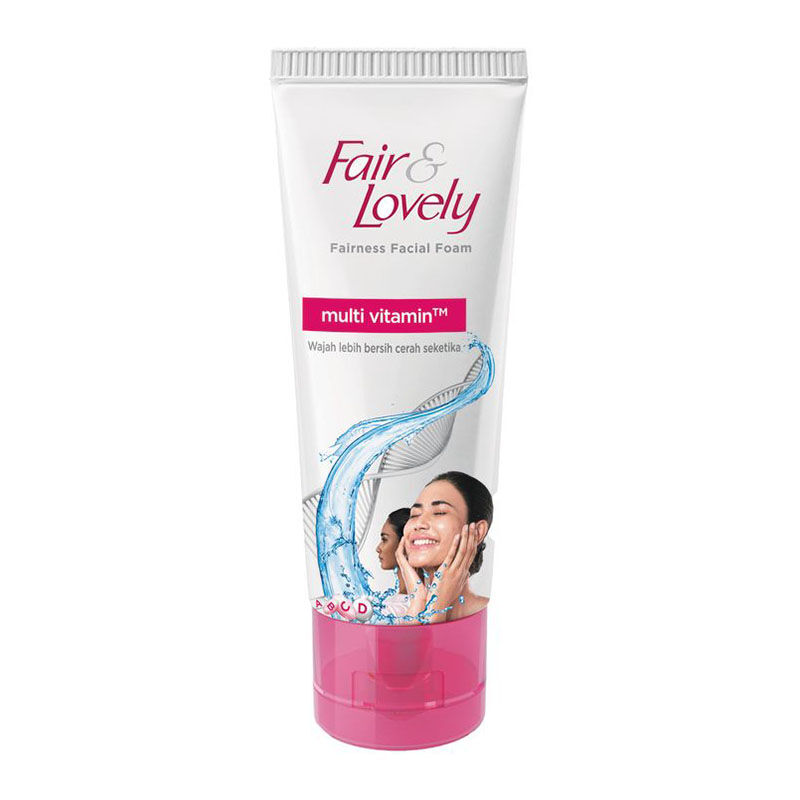 Fair &
Lovely
Fairness Facial Foam
multi vitamin™
Wajah lebih bersih cerah seketika
A B C D